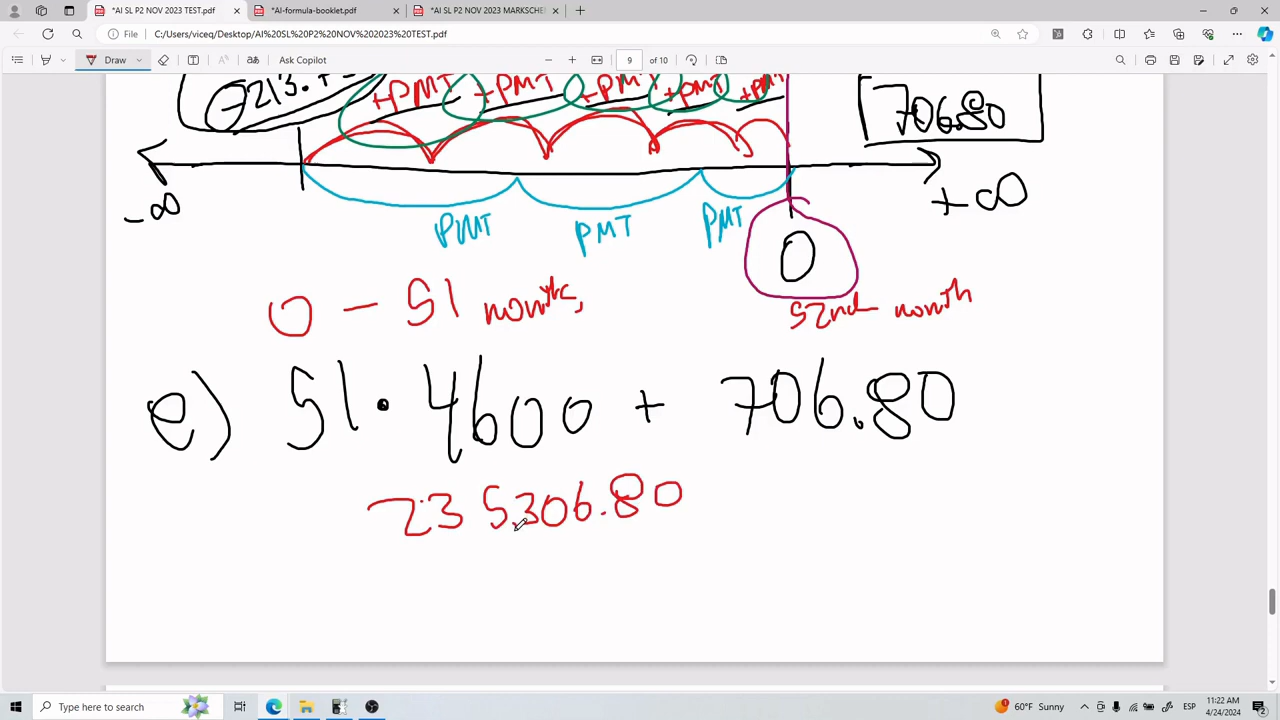 *AI SL P2 NOV 2023 TEST.pdf
*AI-formula-booklet.pdf
*AI SL P2 NOV 2023 MARKSCHE
File
C:/Users/viceq/Desktop/AI%20SL%20P2%20NOV%202023%20TEST.pdf
Draw
Ask Copilot
9 of 10
+PMT +PMT +PMT +PMT +PMT
706.80
-∞ +∞
PMT PMT PMT
0
0 - 51 months,
52nd month
e) 51 · 4600 + 706.80
235306.80
Type here to search
60°F Sunny
ESP
11:22 AM
4/24/2024
2